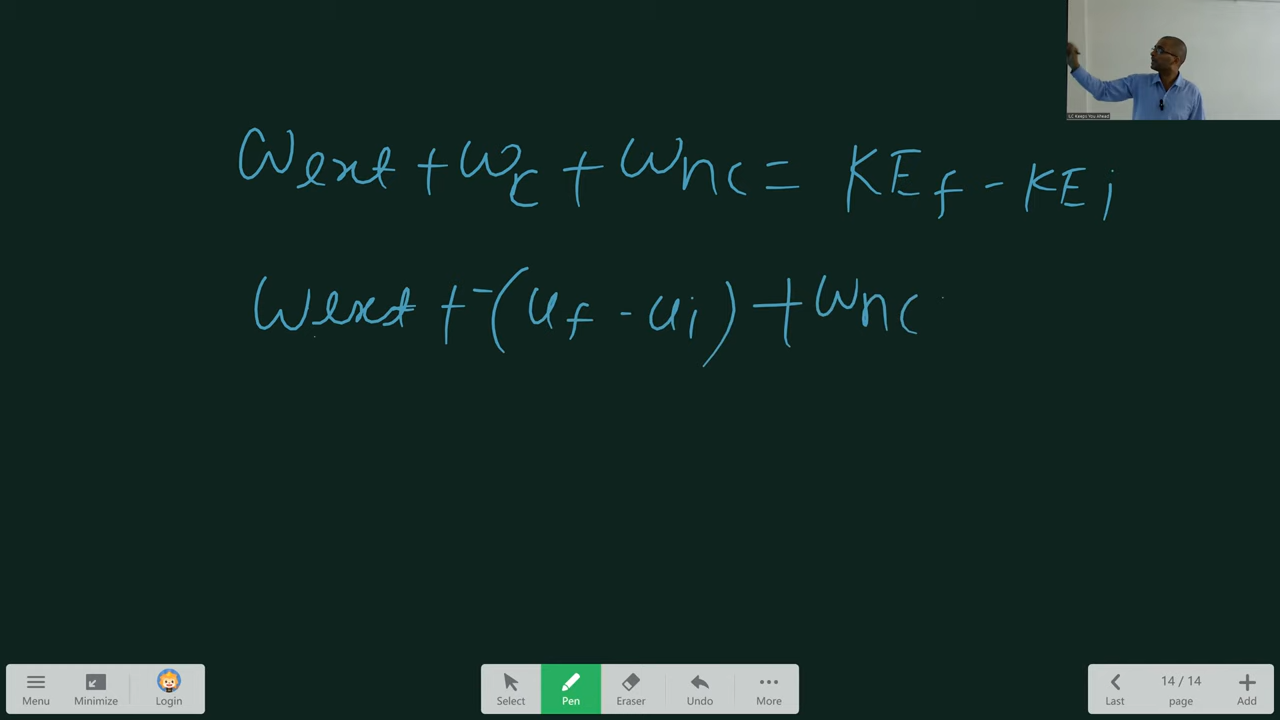 Wext + Wc + Wnc = KEf - KEi
Wext + -(Uf - Ui) + Wnc
Menu
Minimize
Login
Select
Pen
Eraser
Undo
More
Last
14 / 14
page
Add